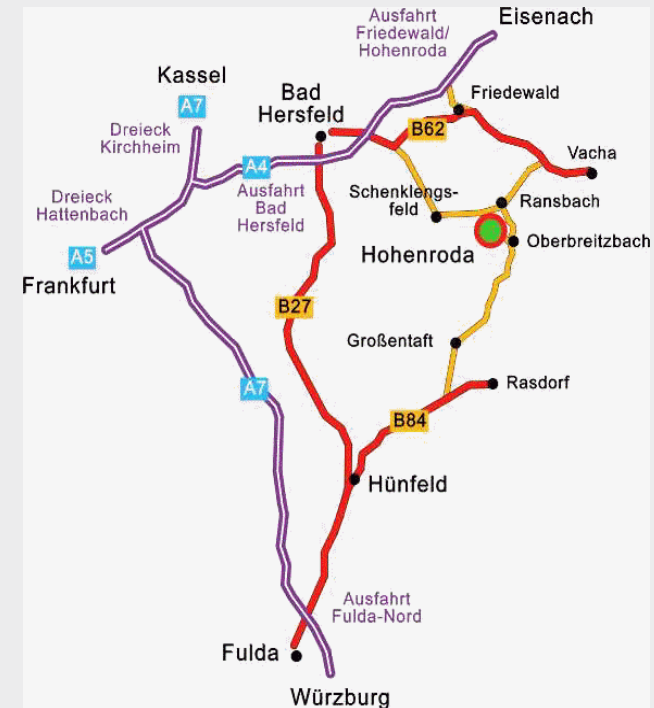 Ausfahrt
Friedewald/
Hohenroda
Eisenach
Kassel
A7
Bad
Hersfeld
Friedewald
B62
Dreieck
Kirchheim
Vacha
A4
Ausfahrt
Bad
Hersfeld
Schenklengs-
feld
Ransbach
Dreieck
Hattenbach
Hohenroda
Oberbreitzbach
A5
Frankfurt
B27
Großentaft
A7
Rasdorf
B84
Hünfeld
Ausfahrt
Fulda-Nord
Fulda
Würzburg